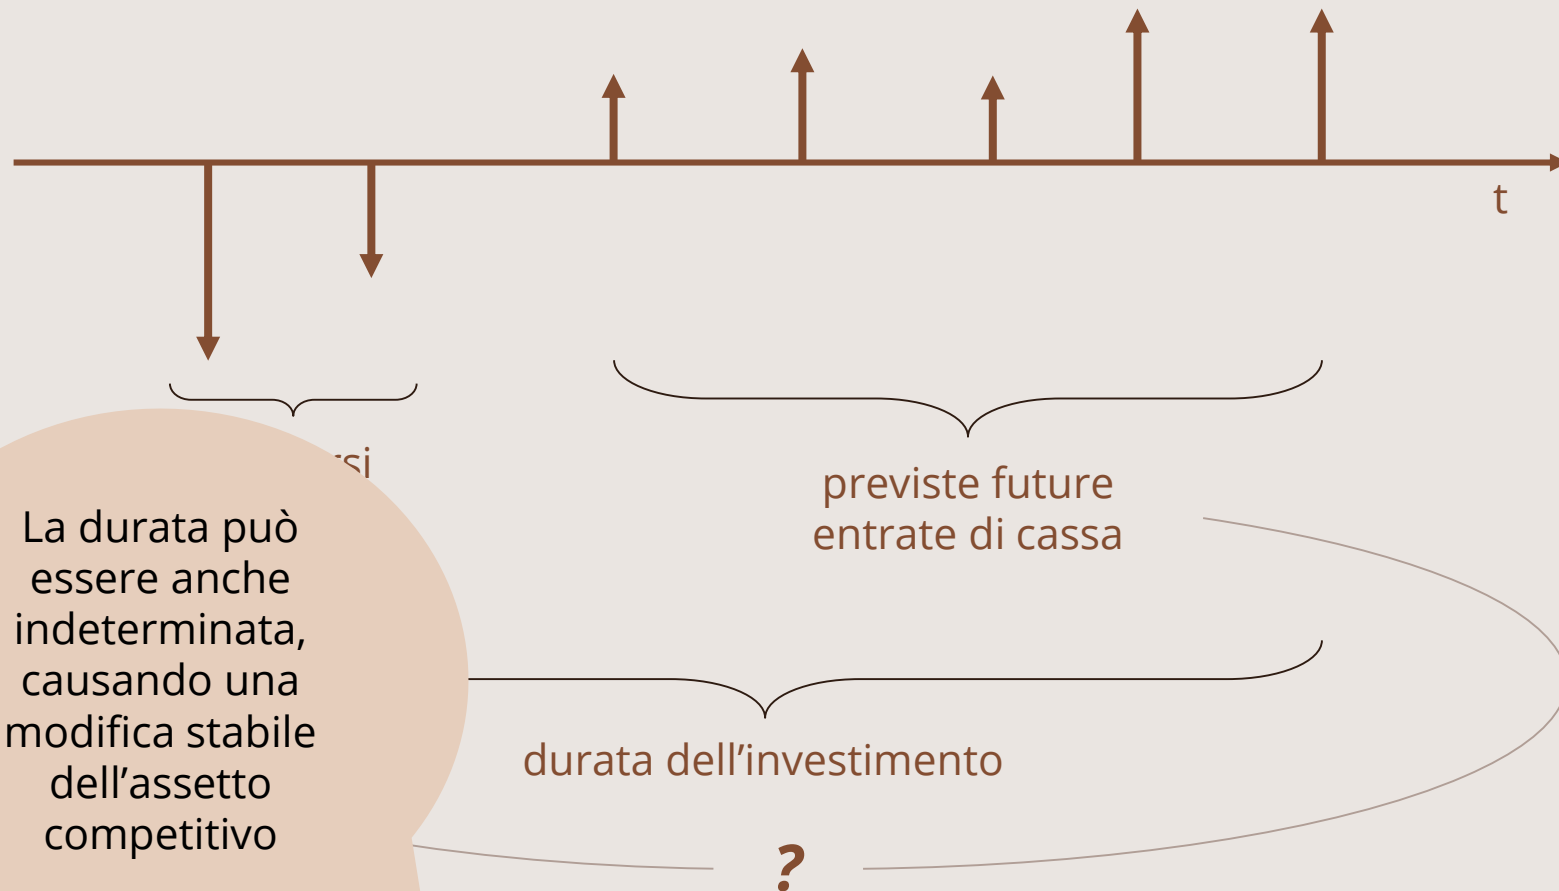 t
previste future
entrate di cassa
La durata può
essere anche
indeterminata,
causando una
modifica stabile
dell’assetto
competitivo
durata dell’investimento
?